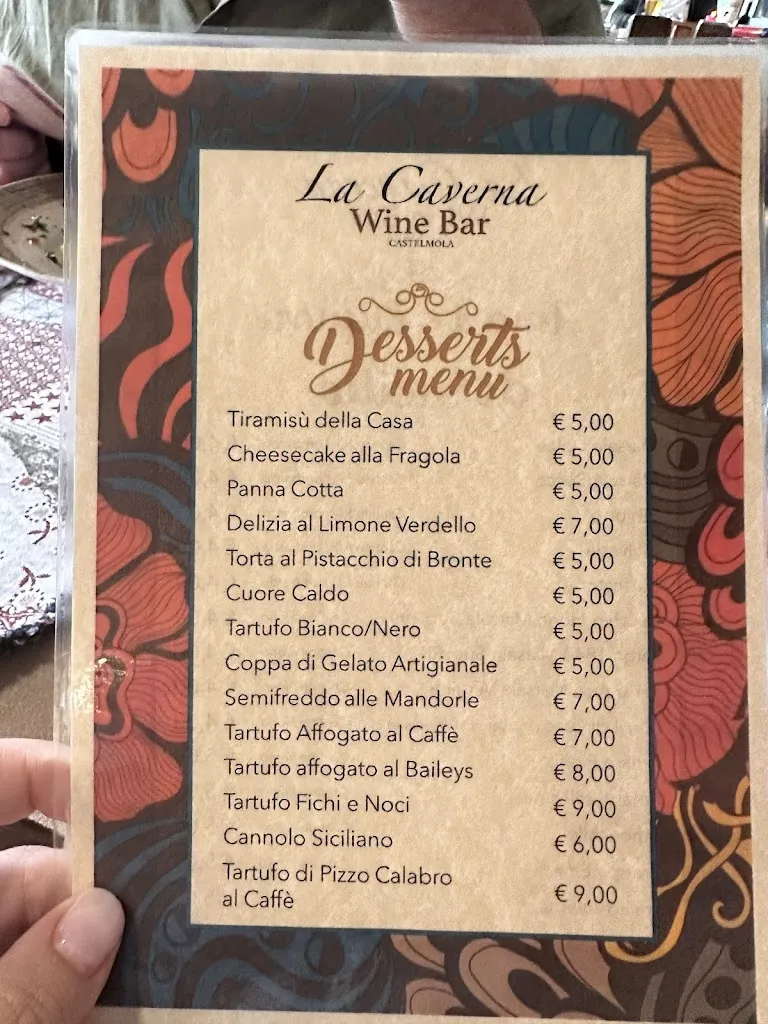 La Caverna
Wine Bar
CASTELMOLA
Desserts
menu
Tiramisù della Casa € 5,00
Cheesecake alla Fragola € 5,00
Panna Cotta € 5,00
Delizia al Limone Verdello € 7,00
Torta al Pistacchio di Bronte € 5,00
Cuore Caldo € 5,00
Tartufo Bianco/Nero € 5,00
Coppa di Gelato Artigianale € 5,00
Semifreddo alle Mandorle € 7,00
Tartufo Affogato al Caffè € 7,00
Tartufo affogato al Baileys € 8,00
Tartufo Fichi e Noci € 9,00
Cannolo Siciliano € 6,00
Tartufo di Pizzo Calabro
al Caffè € 9,00